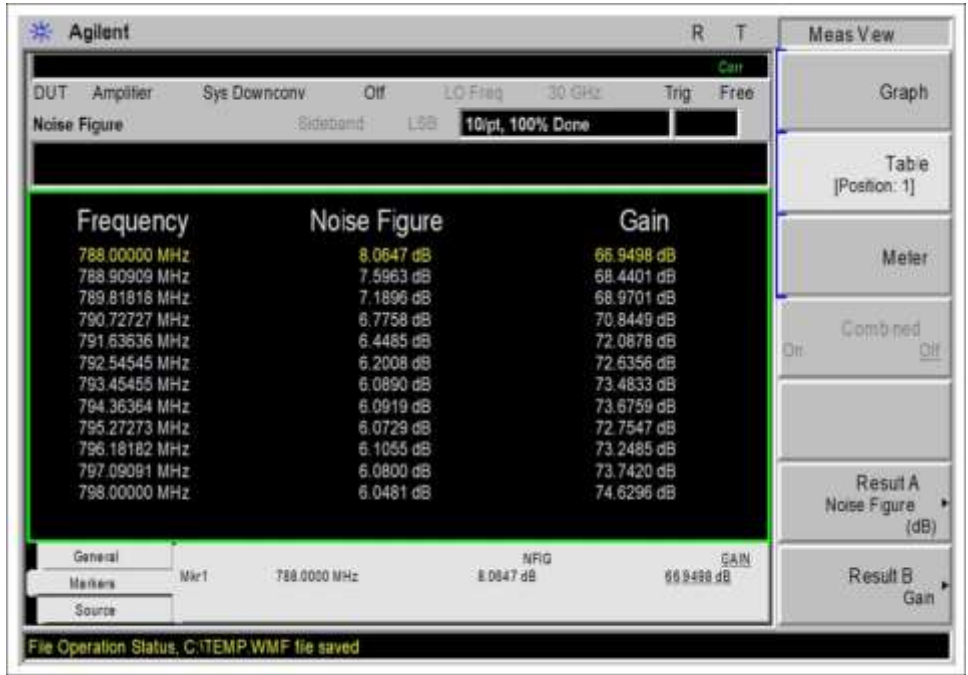 Agilent R T Meas View
Corr
DUT Amplifier Sys Downconv Off LO Freq 30 GHz Trig Free
Noise Figure Sideband LSB 10/pt, 100% Done
Frequency Noise Figure Gain
788.00000 MHz 8.0647 dB 66.9498 dB
788.90909 MHz 7.5963 dB 68.4401 dB
789.81818 MHz 7.1896 dB 68.9701 dB
790.72727 MHz 6.7758 dB 70.8449 dB
791.63636 MHz 6.4485 dB 72.0878 dB
792.54545 MHz 6.2008 dB 72.6356 dB
793.45455 MHz 6.0890 dB 73.4833 dB
794.36364 MHz 6.0919 dB 73.6759 dB
795.27273 MHz 6.0729 dB 72.7547 dB
796.18182 MHz 6.1055 dB 73.2485 dB
797.09091 MHz 6.0800 dB 73.7420 dB
798.00000 MHz 6.0481 dB 74.6296 dB
General
Markers
Source
NFIG GAIN
Mkr1 788.0000 MHz 8.0647 dB 66.9498 dB
File Operation Status, C:\TEMP.WMF file saved
Graph
Table
[Position: 1]
Meter
Combined
On Off
Result A
Noise Figure
(dB)
Result B
Gain